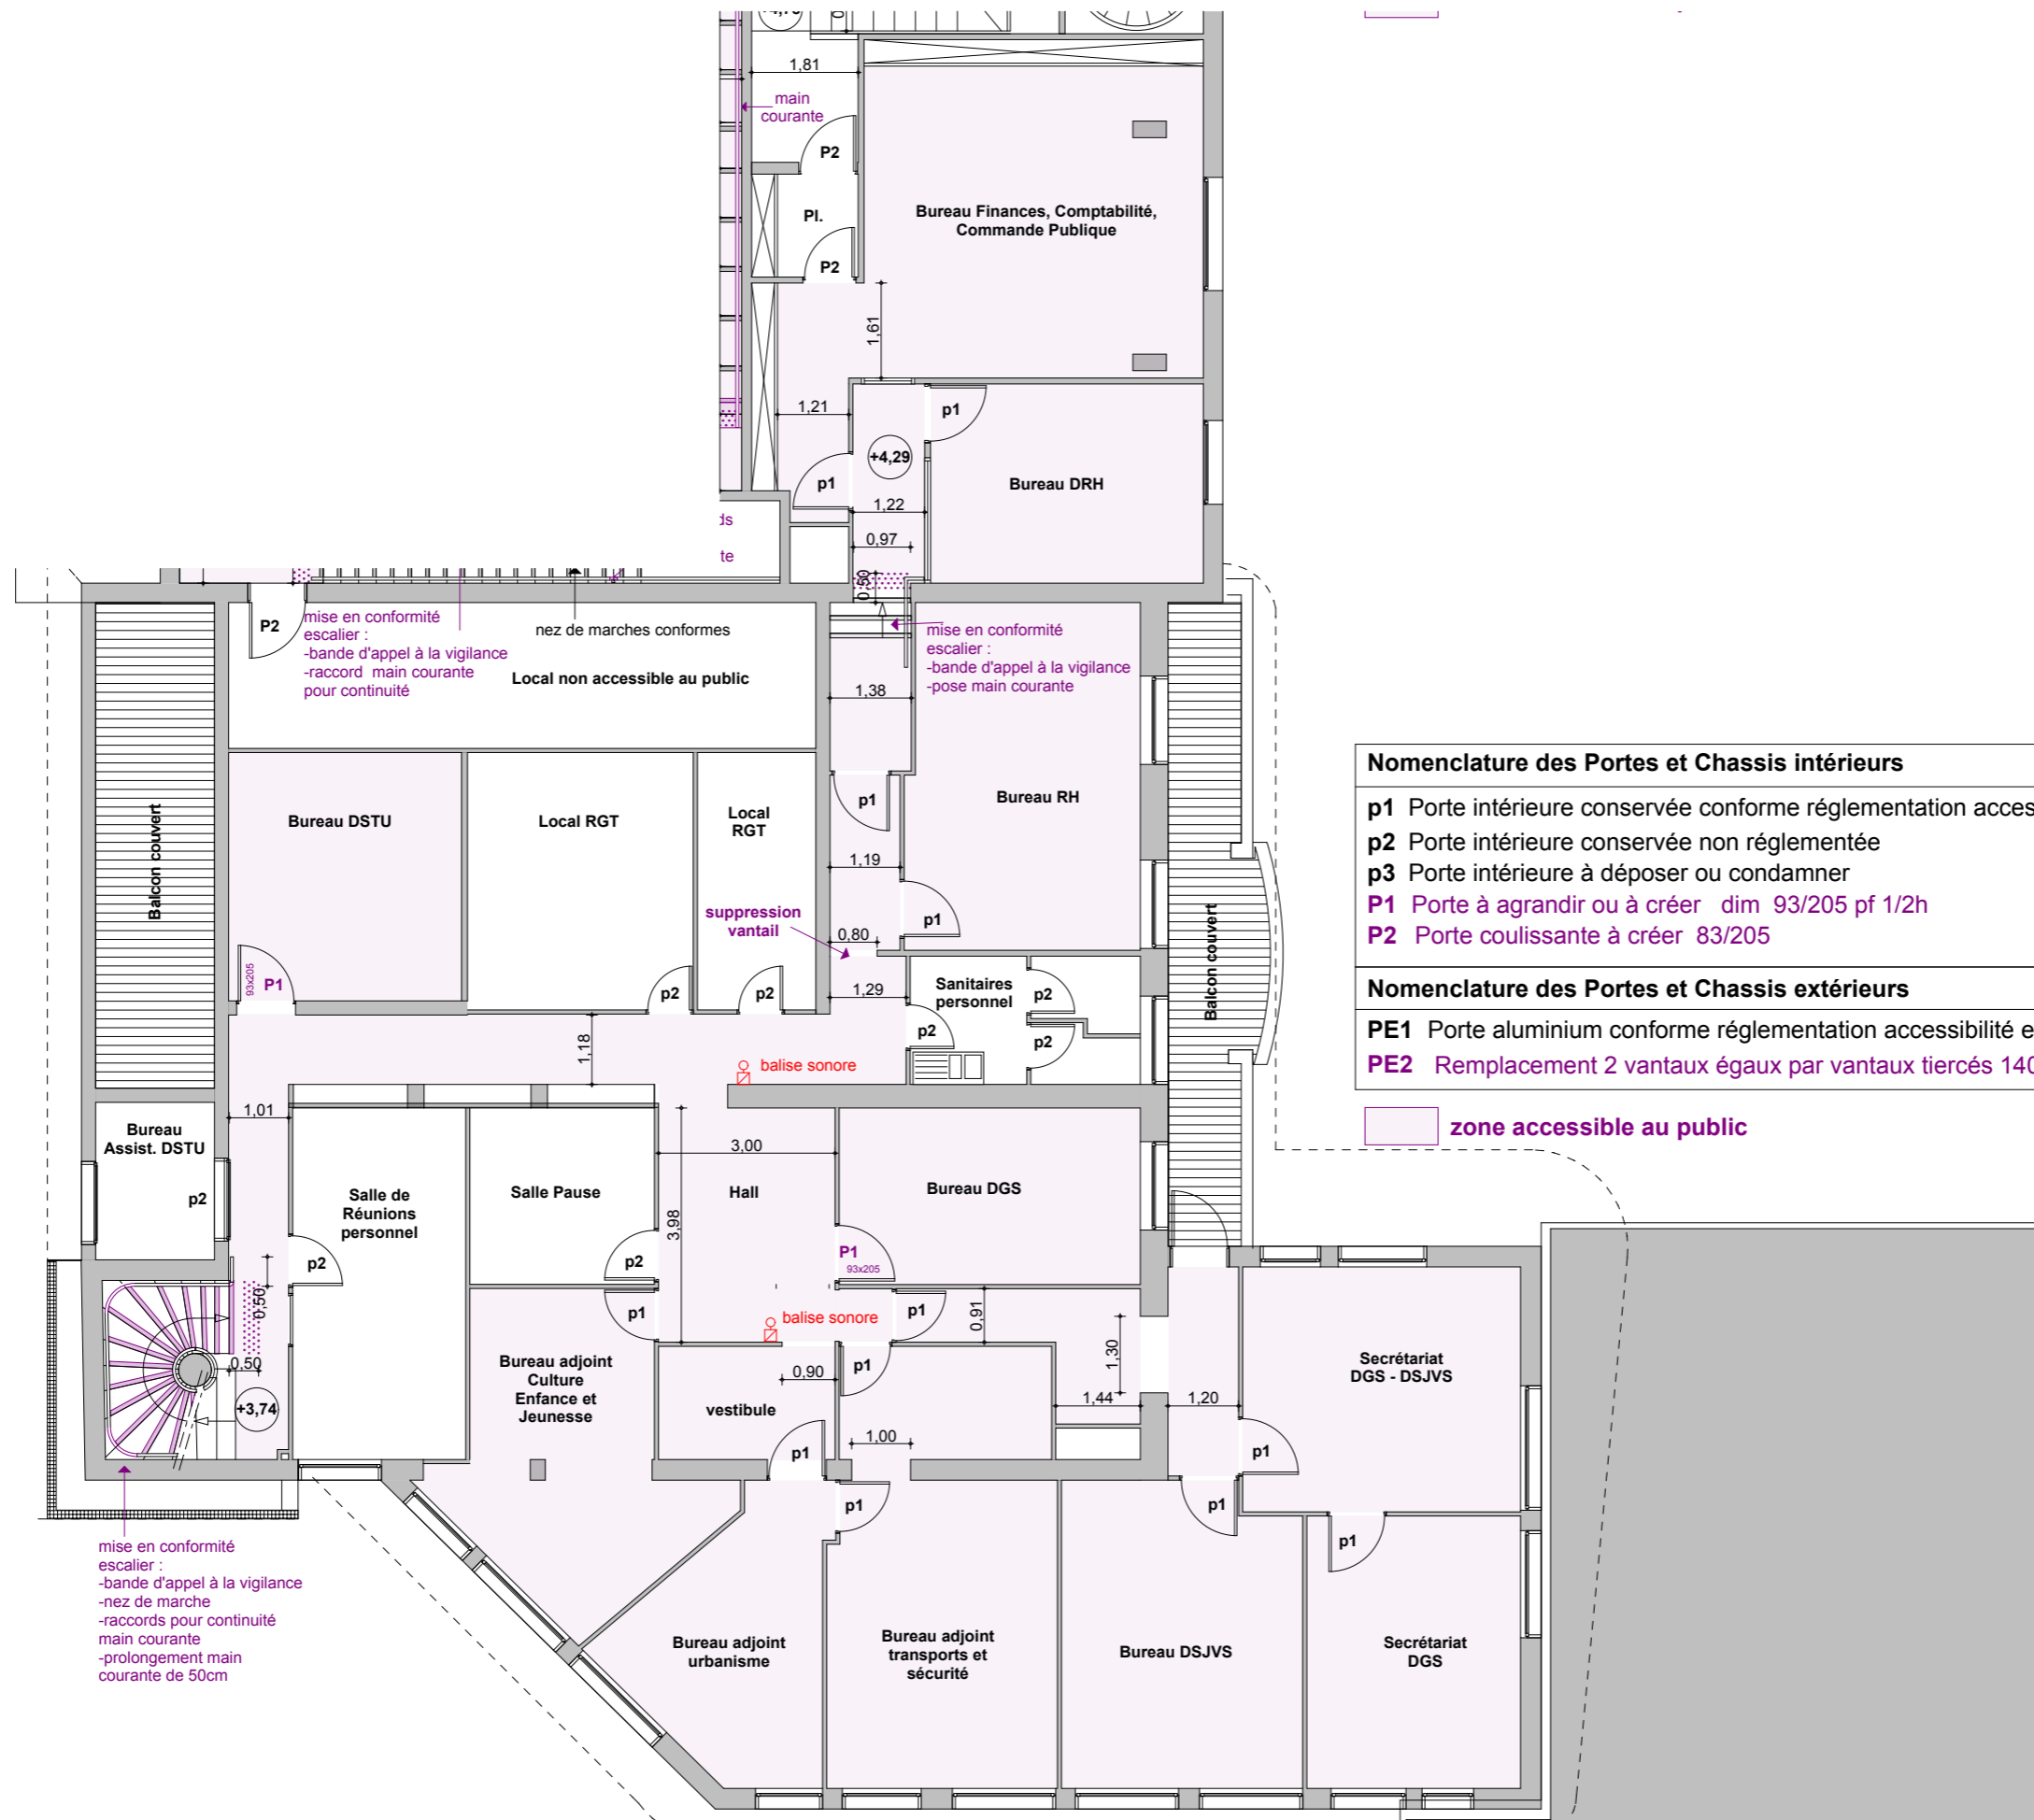 1,81
main
courante
P2
Pl.
P2
Bureau Finances, Comptabilité,
Commande Publique
1,61
1,21
p1
+4,29
p1
1,22
Bureau DRH
0,97
0,50
ds
te
P2
mise en conformité
escalier :
-bande d'appel à la vigilance
-raccord main courante
pour continuité
nez de marches conformes
Local non accessible au public
mise en conformité
escalier :
-bande d'appel à la vigilance
-pose main courante
1,38
Balcon couvert
Bureau DSTU
Local RGT
Local
RGT
p1
Bureau RH
1,19
p1
suppression
vantail
0,80
93x205
P1
p2
p2
1,29
Sanitaires
personnel
p2
p2
p2
Balcon couvert
1,18
balise sonore
Nomenclature des Portes et Chassis intérieurs
p1 Porte intérieure conservée conforme réglementation acces
p2 Porte intérieure conservée non réglementée
p3 Porte intérieure à déposer ou condamner
P1 Porte à agrandir ou à créer dim 93/205 pf 1/2h
P2 Porte coulissante à créer 83/205
Nomenclature des Portes et Chassis extérieurs
PE1 Porte aluminium conforme réglementation accessibilité e
PE2 Remplacement 2 vantaux égaux par vantaux tiercés 140
zone accessible au public
1,01
Bureau
Assist. DSTU
p2
Salle de
Réunions
personnel
p2
Salle Pause
p2
3,00
Hall
3,98
Bureau DGS
P1
93x205
0,50
0,50
+3,74
p1
balise sonore
p1
0,91
1,30
Bureau adjoint
Culture
Enfance et
Jeunesse
0,90
p1
vestibule
1,44
1,20
Secrétariat
DGS - DSJVS
1,00
p1
p1
p1
p1
p1
mise en conformité
escalier :
-bande d'appel à la vigilance
-nez de marche
-raccords pour continuité
main courante
-prolongement main
courante de 50cm
Bureau adjoint
urbanisme
Bureau adjoint
transports et
sécurité
Bureau DSJVS
Secrétariat
DGS